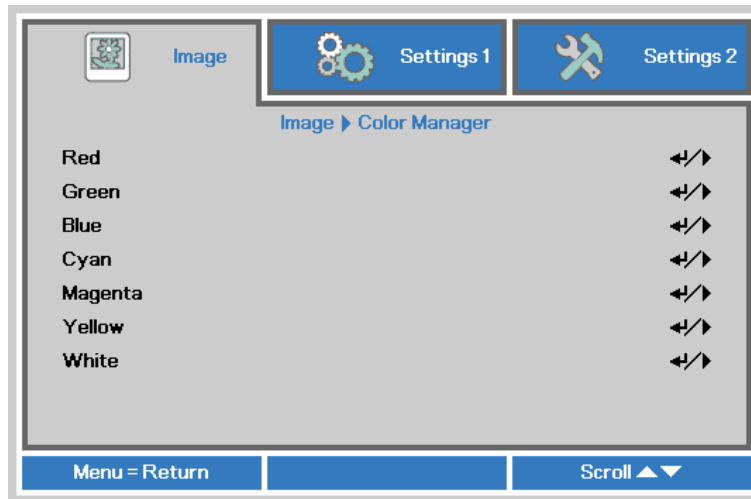 Image
Settings 1
Settings 2
Image ▶ Color Manager
Red ↵/▶
Green ↵/▶
Blue ↵/▶
Cyan ↵/▶
Magenta ↵/▶
Yellow ↵/▶
White ↵/▶
Menu = Return
Scroll ▲▼